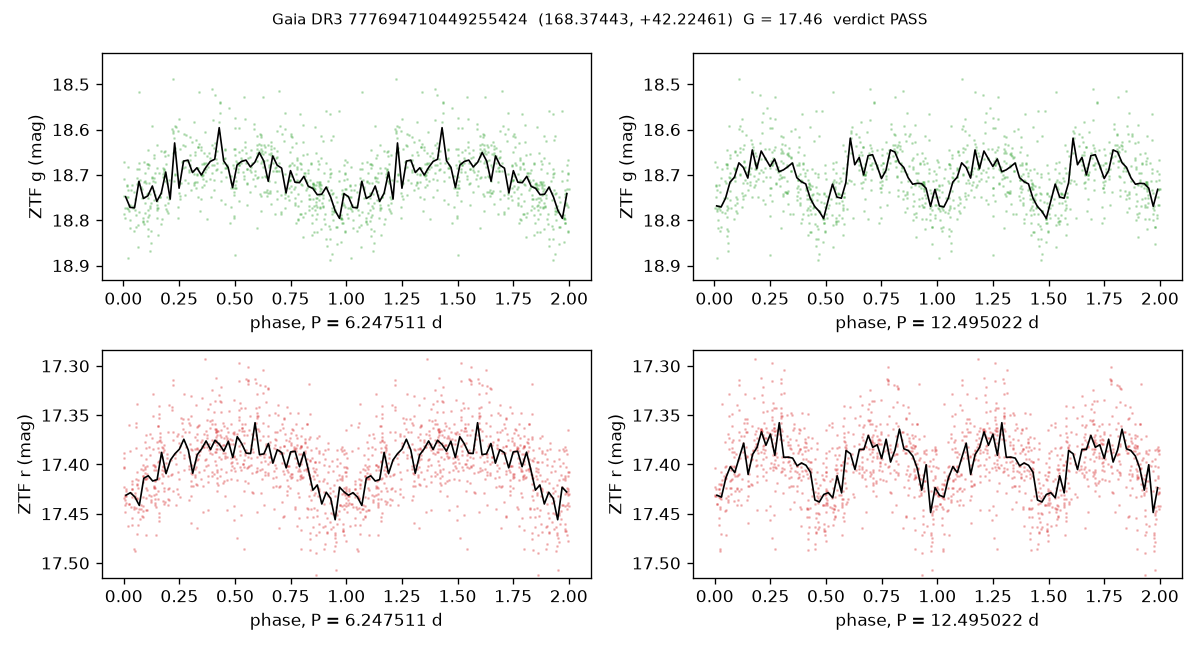 Gaia DR3 777694710449255424 (168.37443, +42.22461) G = 17.46 verdict PASS
ZTF g (mag)
18.5
18.6
18.7
18.8
18.9
0.00 0.25 0.50 0.75 1.00 1.25 1.50 1.75 2.00
phase, P = 6.247511 d
ZTF g (mag)
18.5
18.6
18.7
18.8
18.9
0.00 0.25 0.50 0.75 1.00 1.25 1.50 1.75 2.00
phase, P = 12.495022 d
ZTF r (mag)
17.30
17.35
17.40
17.45
17.50
0.00 0.25 0.50 0.75 1.00 1.25 1.50 1.75 2.00
phase, P = 6.247511 d
ZTF r (mag)
17.30
17.35
17.40
17.45
17.50
0.00 0.25 0.50 0.75 1.00 1.25 1.50 1.75 2.00
phase, P = 12.495022 d